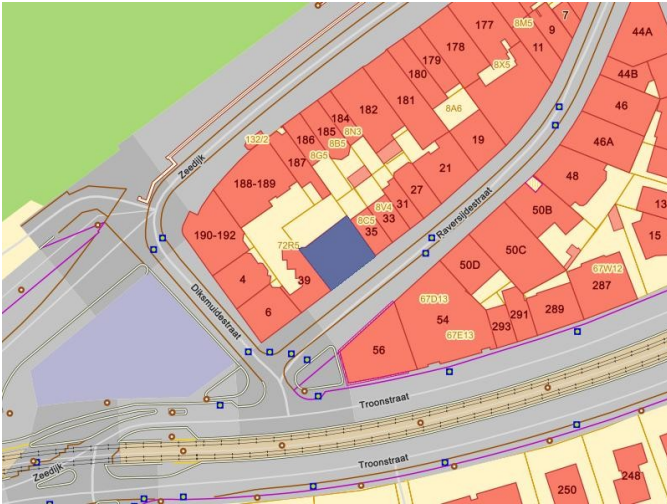 177
8M5
7
9
11
44A
178
179
180
8X5
44B
181
182
8A6
46
184
8N3
185
8B5
186
132/2
187
8G5
19
46A
21
48
Zeedijk
188-189
27
31
8V4
33
8C5
35
Raversijdestraat
50B
13
15
190-192
72R5
50C
50D
67W12
4
39
287
6
Diksmuidestraat
67D13
54
289
291
293
67E13
56
Troonstraat
Zeedijk
Troonstraat
250
248